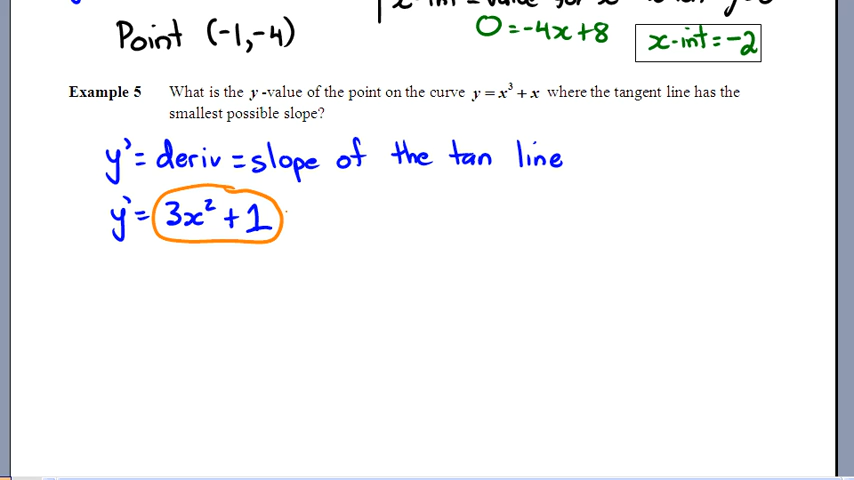 Point (-1,-4)
0=-4x+8
x-int=-2
Example 5 What is the y-value of the point on the curve y = x³ + x where the tangent line has the
smallest possible slope?
y'= deriv = slope of the tan line
y'= 3x² + 1